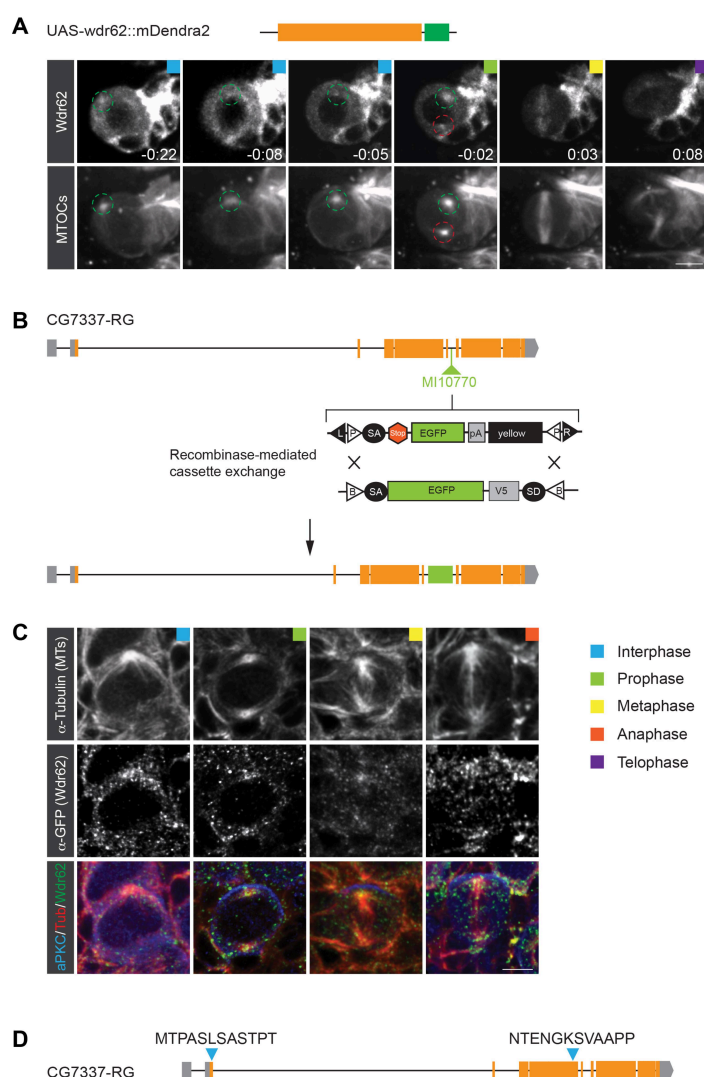 A
UAS-wdr62::mDendra2
Wdr62
-0:22 -0:08 -0:05 -0:02 0:03 0:08
MTOCs
B
CG7337-RG
MI10770
L P SA Stop EGFP pA yellow P R
Recombinase-mediated
cassette exchange
B SA EGFP V5 SD B
C
α-Tubulin (MTs)
α-GFP (Wdr62)
aPKC/Tub/Wdr62
Interphase
Prophase
Metaphase
Anaphase
Telophase
D
MTPASLSASTPT NTENGKSVAAPP
CG7337-RG